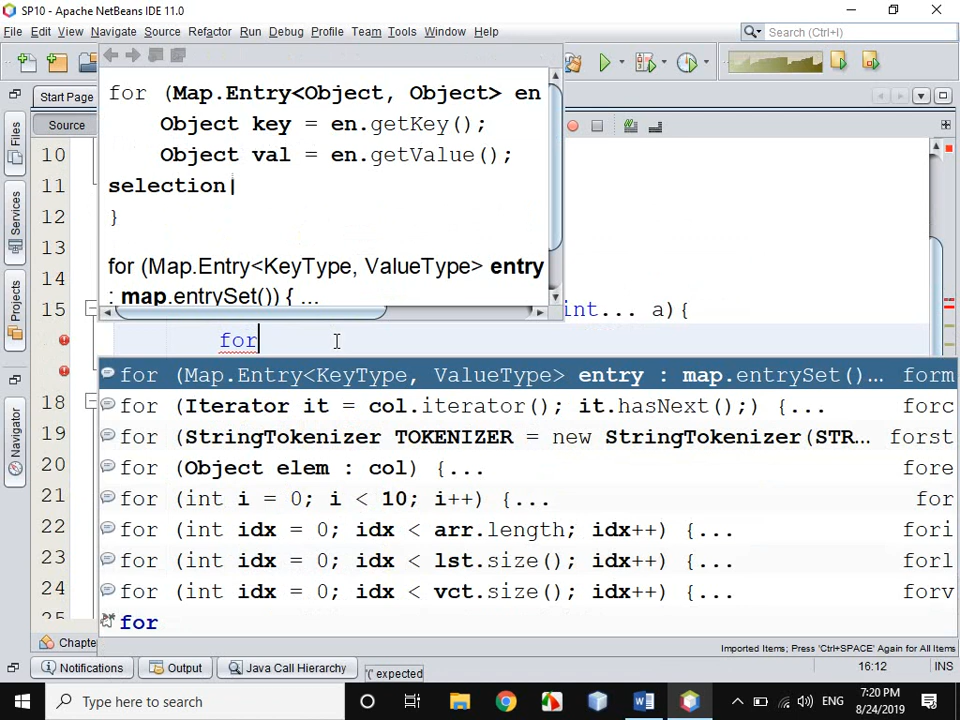 SP10 - Apache NetBeans IDE 11.0
File Edit View Navigate Source Refactor Run Debug Profile Team Tools Window Help
Search (Ctrl+I)
Start Page
Source
Files
Services
Projects
Navigator
for (Map.Entry<Object, Object> en
Object key = en.getKey();
Object val = en.getValue();
selection
}
for (Map.Entry<KeyType, ValueType> entry
: map.entrySet()) { ...
10
11
12
13
14
15 int... a){
for
18
19
20
21
22
23
24
25
for (Map.Entry<KeyType, ValueType> entry : map.entrySet()... form
for (Iterator it = col.iterator(); it.hasNext();) {... forc
for (StringTokenizer TOKENIZER = new StringTokenizer(STR... forst
for (Object elem : col) {... fore
for (int i = 0; i < 10; i++) {... for
for (int idx = 0; idx < arr.length; idx++) {... fori
for (int idx = 0; idx < lst.size(); idx++) {... forl
for (int idx = 0; idx < vct.size(); idx++) {... forv
for
Imported Items; Press 'Ctrl+SPACE' Again for All Items
Chapte
Notifications Output Java Call Hierarchy '(' expected 16:12 INS
Type here to search
ENG
7:20 PM
8/24/2019